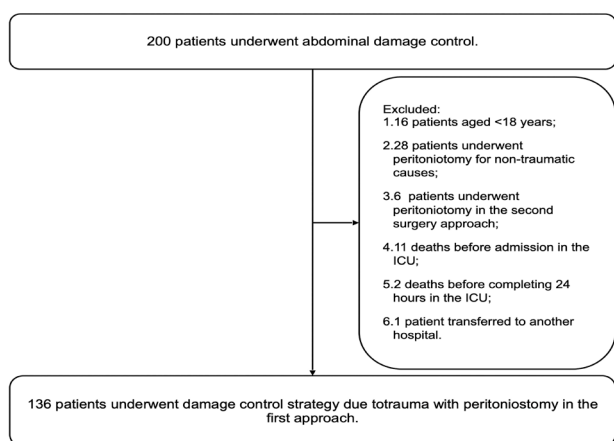 200 patients underwent abdominal damage control.
Excluded:
1.16 patients aged <18 years;
2.28 patients underwent
peritoniotomy for non-traumatic
causes;
3.6 patients underwent
peritoniotomy in the second
surgery approach;
4.11 deaths before admission in the
ICU;
5.2 deaths before completing 24
hours in the ICU;
6.1 patient transferred to another
hospital.
136 patients underwent damage control strategy due totrauma with peritoniostomy in the
first approach.